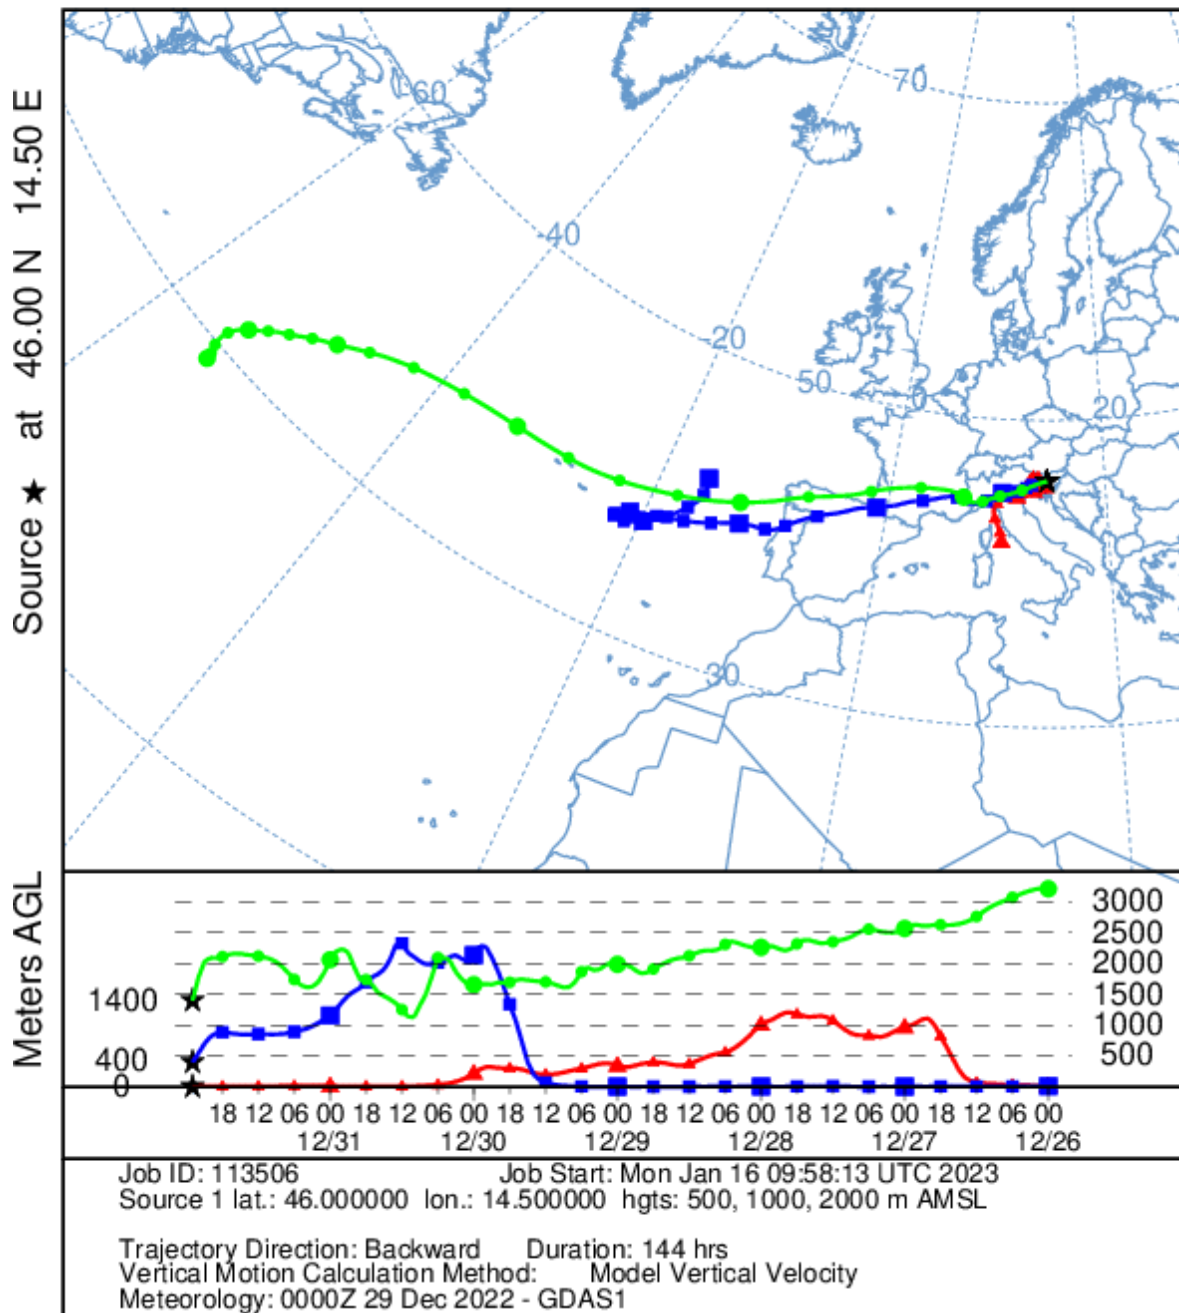 Source ★ at 46.00 N 14.50 E
60
70
40
-20
50
0
20
30
Meters AGL
3000
2500
2000
1400 1500
1000
400 500
0
18 12 06 00 18 12 06 00 18 12 06 00 18 12 06 00 18 12 06 00 18 12 06 00
12/31 12/30 12/29 12/28 12/27 12/26
Job ID: 113506 Job Start: Mon Jan 16 09:58:13 UTC 2023
Source 1 lat.: 46.000000 lon.: 14.500000 hgts: 500, 1000, 2000 m AMSL
Trajectory Direction: Backward Duration: 144 hrs
Vertical Motion Calculation Method: Model Vertical Velocity
Meteorology: 0000Z 29 Dec 2022 - GDAS1